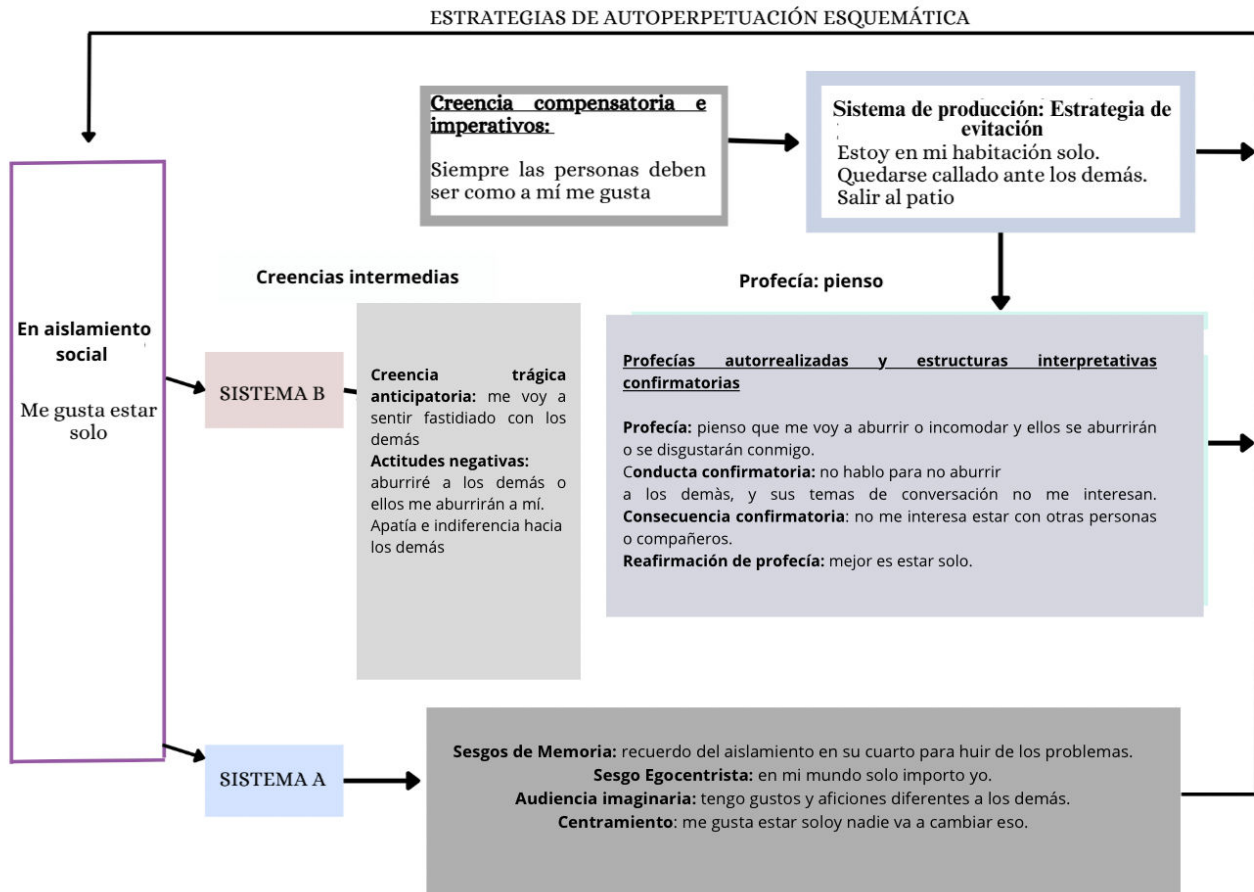 ESTRATEGIAS DE AUTOPERPETUACIÓN ESQUEMÁTICA
Creencia compensatoria e
imperativos:
Siempre las personas deben
ser como a mí me gusta
Sistema de producción: Estrategia de
evitación
Estoy en mi habitación solo.
Quedarse callado ante los demás.
Salir al patio
En aislamiento
social
Me gusta estar
solo
Creencias intermedias
SISTEMA B
Creencia trágica
anticipatoria: me voy a
sentir fastidiado con los
demás
Actitudes negativas:
aburriré a los demás o
ellos me aburrirán a mí.
Apatía e indiferencia hacia
los demás
Profecía: pienso
Profecías autorrealizadas y estructuras interpretativas
confirmatorias
Profecía: pienso que me voy a aburrir o incomodar y ellos se aburrirán
o se disgustarán conmigo.
Conducta confirmatoria: no hablo para no aburrir
a los demàs, y sus temas de conversación no me interesan.
Consecuencia confirmatoria: no me interesa estar con otras personas
o compañeros.
Reafirmación de profecía: mejor es estar solo.
SISTEMA A
Sesgos de Memoria: recuerdo del aislamiento en su cuarto para huir de los problemas.
Sesgo Egocentrista: en mi mundo solo importo yo.
Audiencia imaginaria: tengo gustos y aficiones diferentes a los demás.
Centramiento: me gusta estar soloy nadie va a cambiar eso.